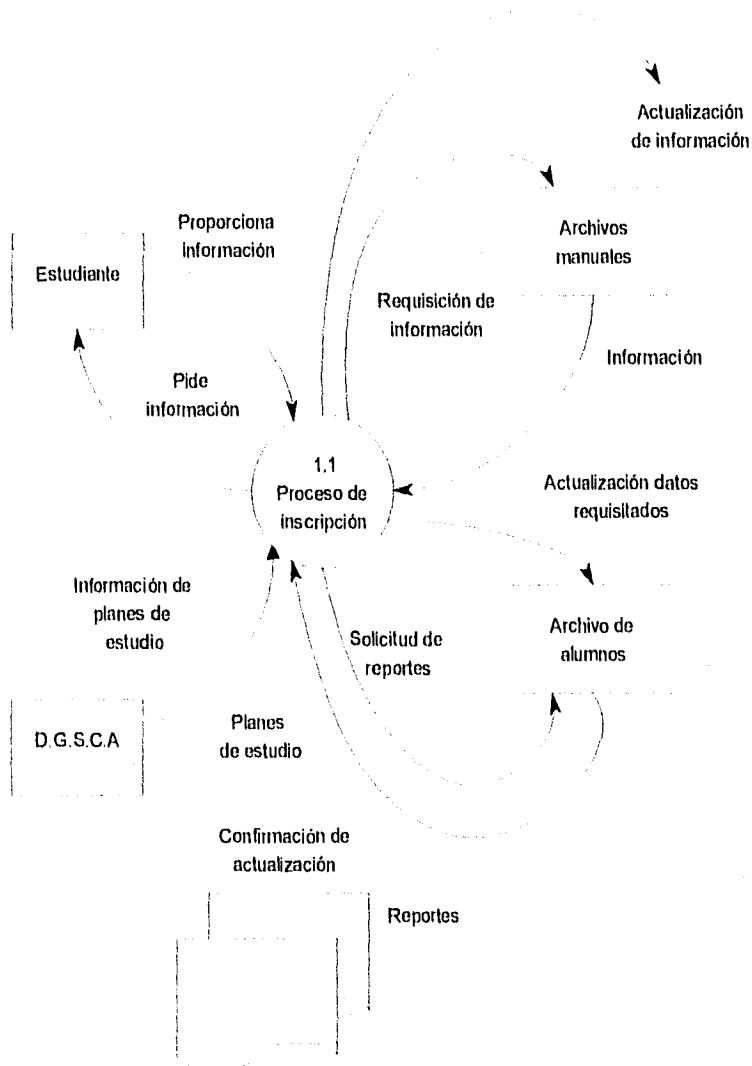 Actualización
de información
Proporciona
información
Archivos
manuales
Estudiante
Requisición de
información
Información
Pide
información
1.1
Proceso de
inscripción
Actualización datos
requisitados
Información de
planes de
estudio
Solicitud de
reportes
Archivo de
alumnos
D.G.S.C.A
Planes
de estudio
Confirmación de
actualización
Reportes